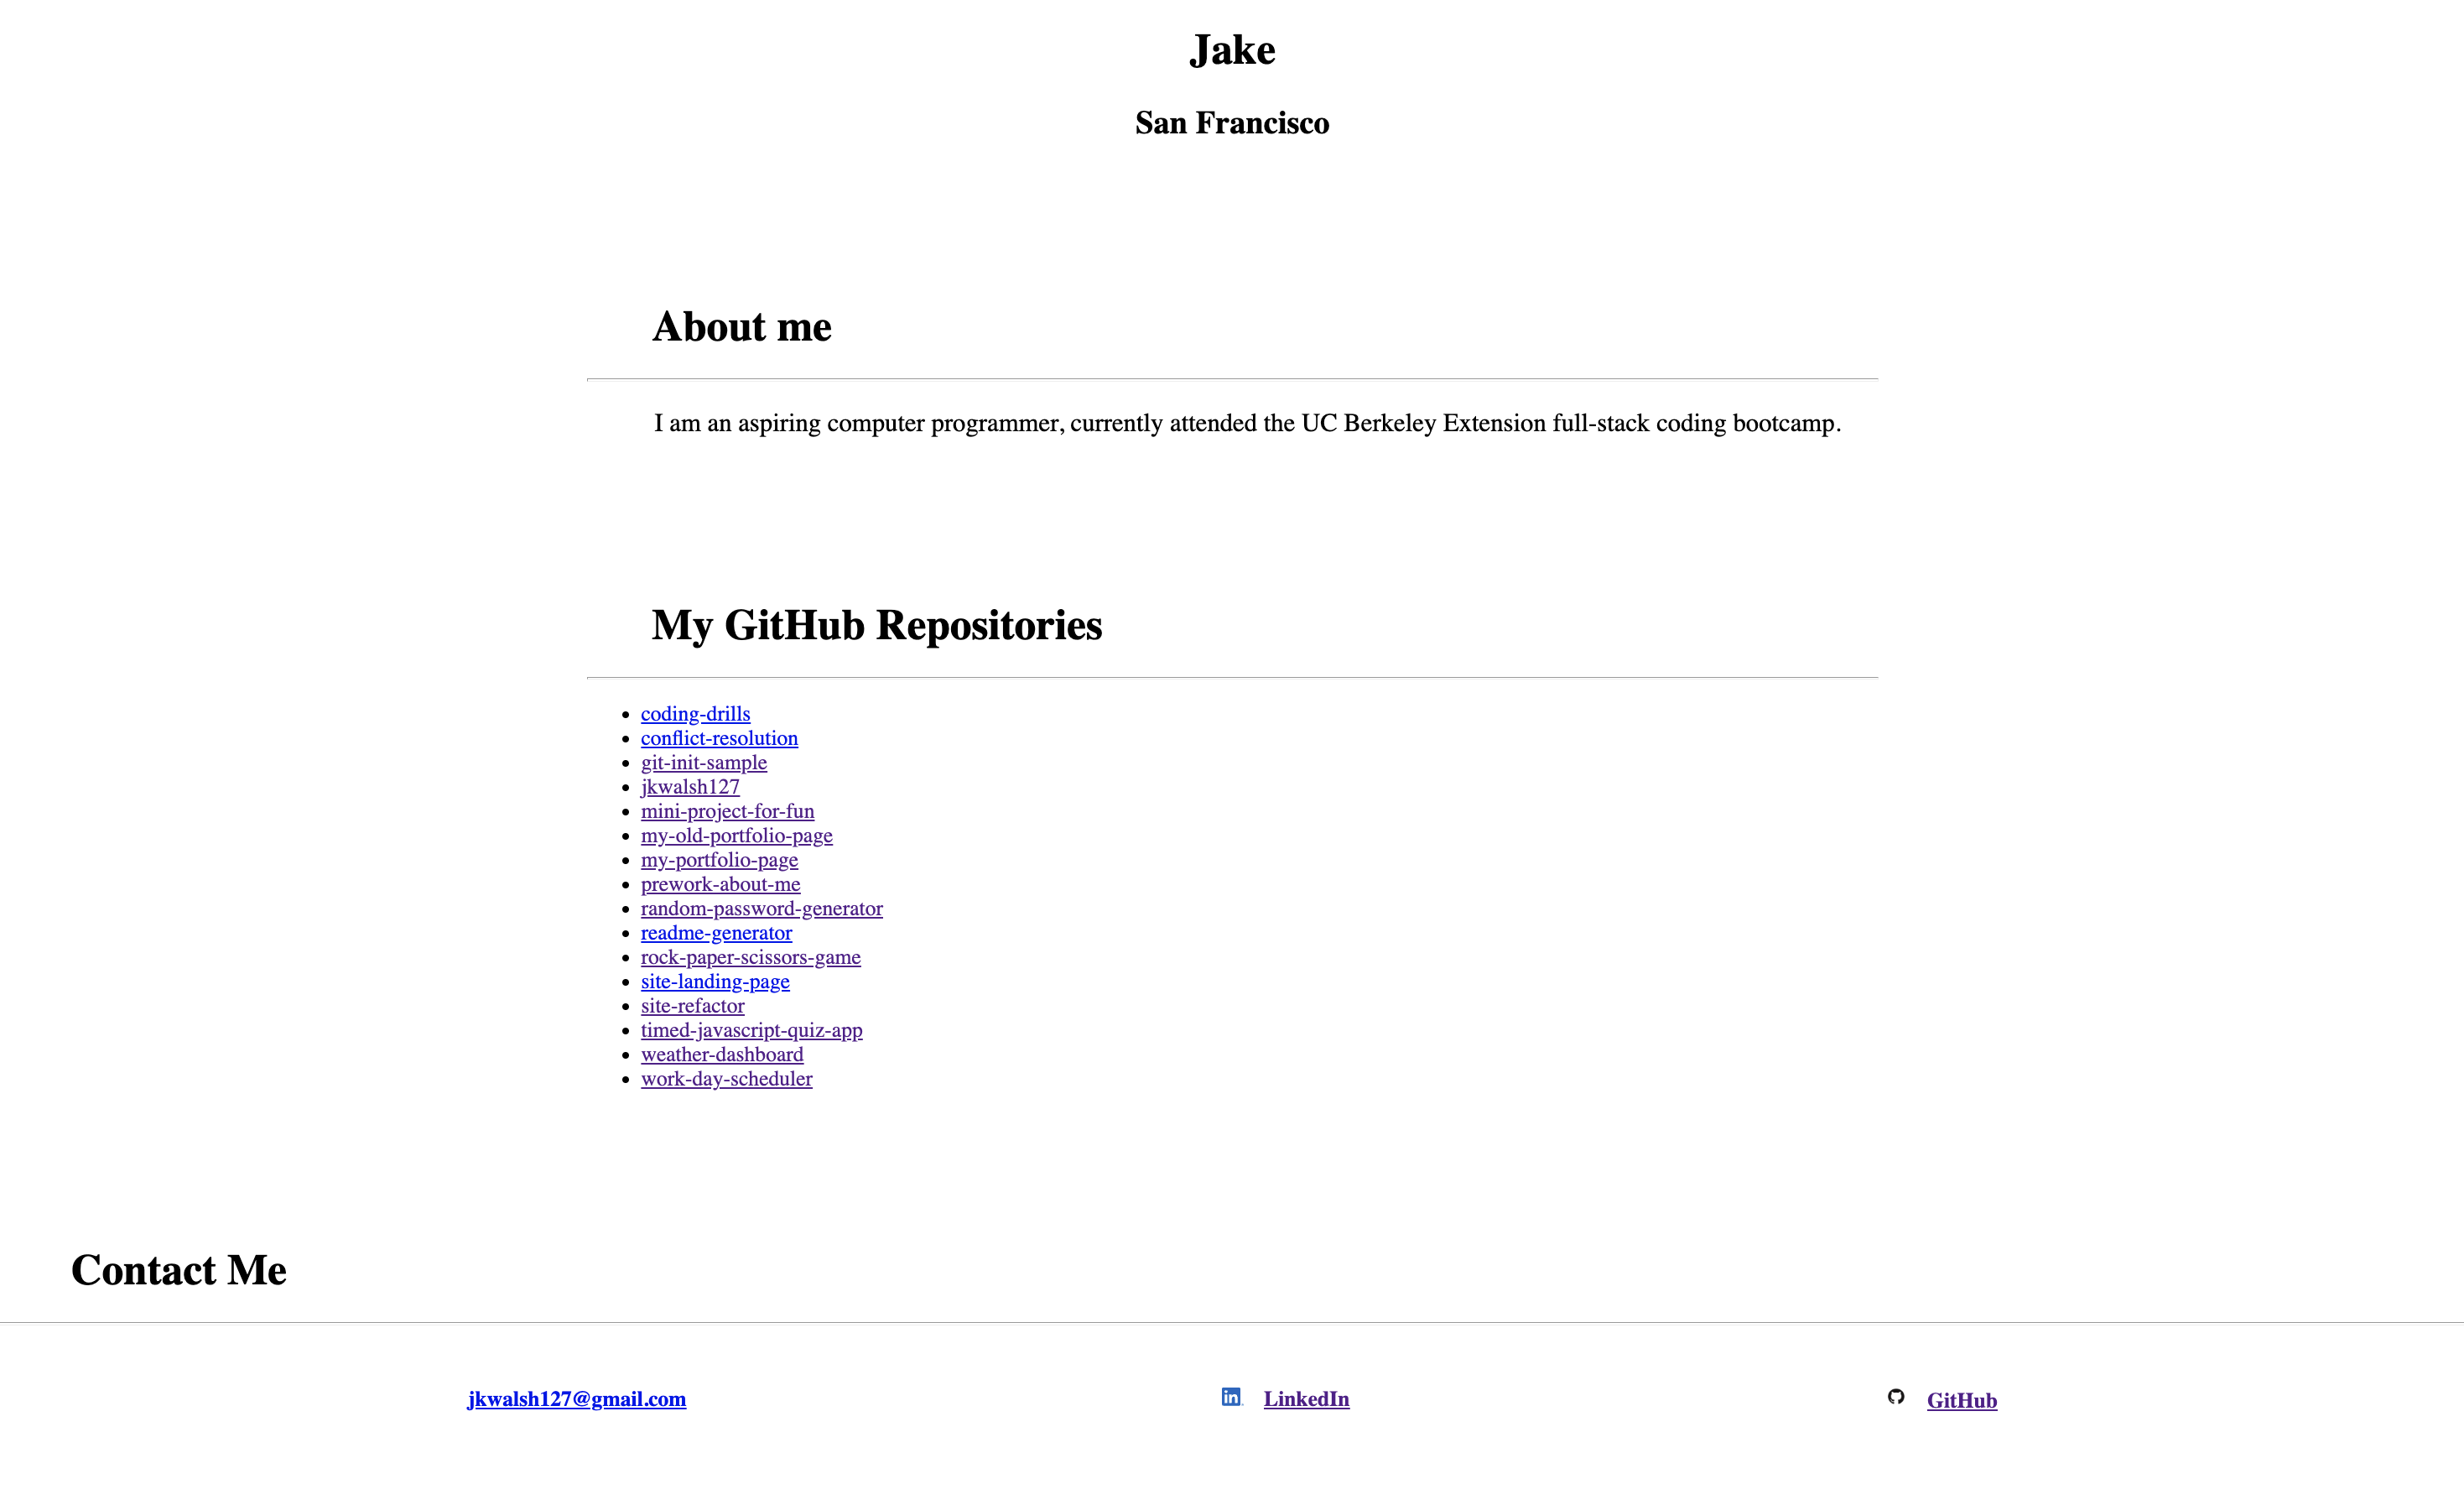 Jake
San Francisco
About me
I am an aspiring computer programmer, currently attended the UC Berkeley Extension full-stack coding bootcamp.
My GitHub Repositories
coding-drills
conflict-resolution
git-init-sample
jkwalsh127
mini-project-for-fun
my-old-portfolio-page
my-portfolio-page
prework-about-me
random-password-generator
readme-generator
rock-paper-scissors-game
site-landing-page
site-refactor
timed-javascript-quiz-app
weather-dashboard
work-day-scheduler
Contact Me
jkwalsh127@gmail.com
in LinkedIn
GitHub